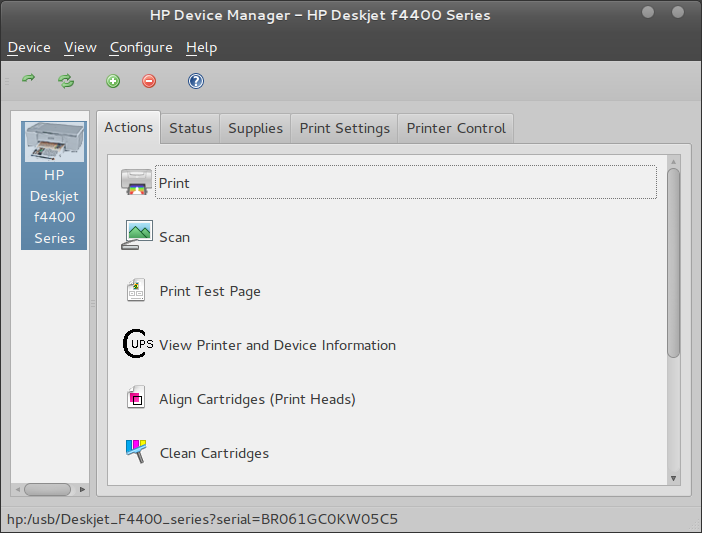 HP Device Manager - HP Deskjet f4400 Series
Device View Configure Help
Actions Status Supplies Print Settings Printer Control
HP
Deskjet
f4400
Series
Print
Scan
Print Test Page
CUPS View Printer and Device Information
Align Cartridges (Print Heads)
Clean Cartridges
hp:/usb/Deskjet_F4400_series?serial=BR061GC0KW05C5